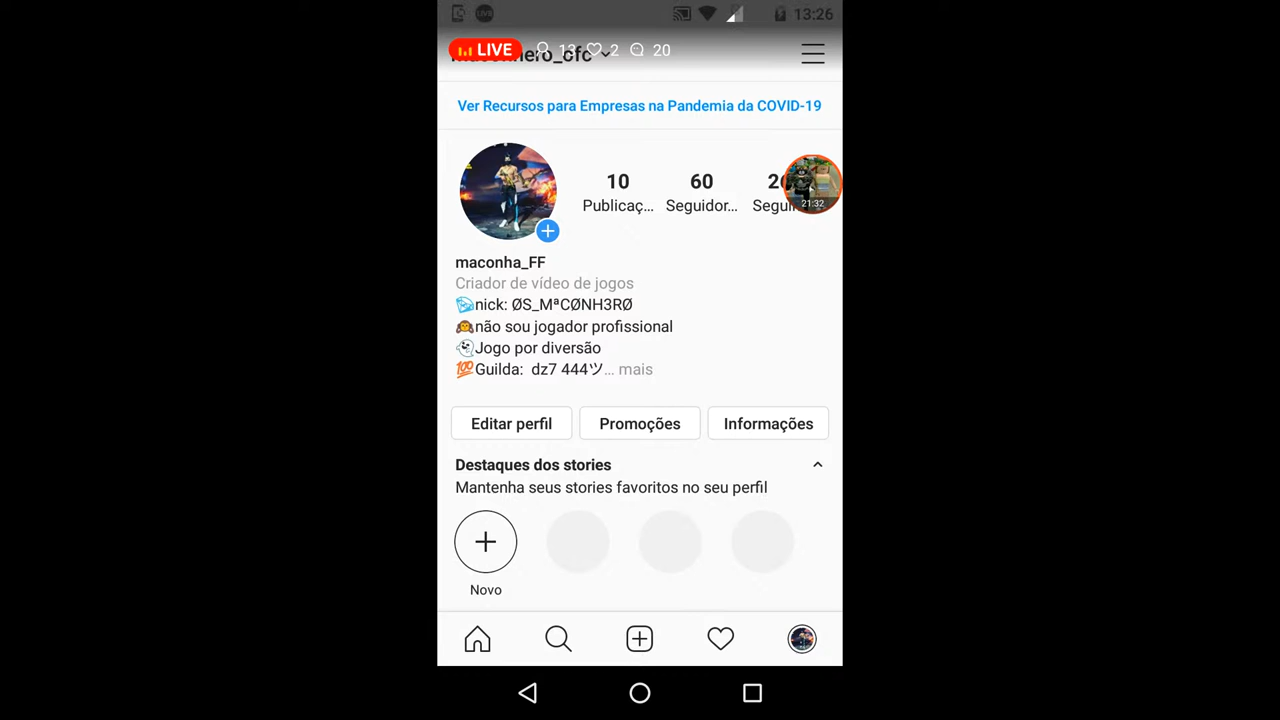 LIVE
13:26
LIVE 13 2 20
Ver Recursos para Empresas na Pandemia da COVID-19
10 60
Publicaç... Seguidor...
21:32
maconha_FF
Criador de vídeo de jogos
nick: ØS_MªCØNH3RØ
🙉não sou jogador profissional
👻Jogo por diversão
💯Guilda: dz7 444ツ... mais
Editar perfil Promoções Informações
Destaques dos stories
Mantenha seus stories favoritos no seu perfil
Novo